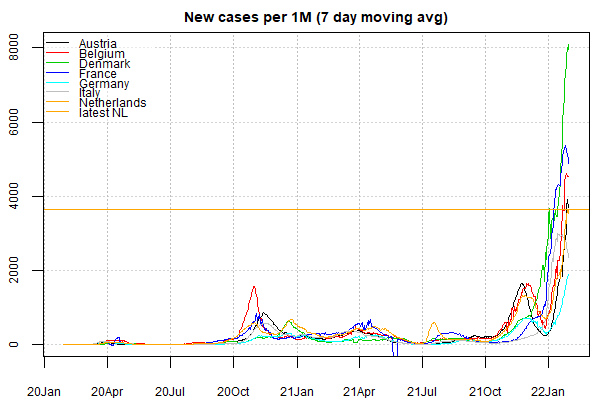 New cases per 1M (7 day moving avg)
Austria
Belgium
Denmark
France
Germany
Italy
Netherlands
latest NL
8000
6000
4000
2000
0
20Jan 20Apr 20Jul 20Oct 21Jan 21Apr 21Jul 21Oct 22Jan